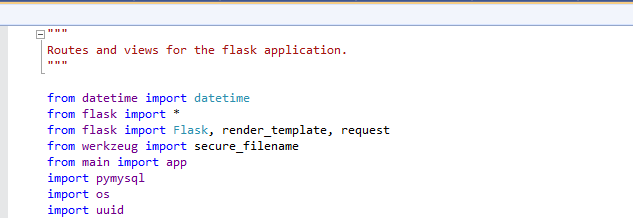 """
Routes and views for the flask application.
"""
from datetime import datetime
from flask import *
from flask import Flask, render_template, request
from werkzeug import secure_filename
from main import app
import pymysql
import os
import uuid